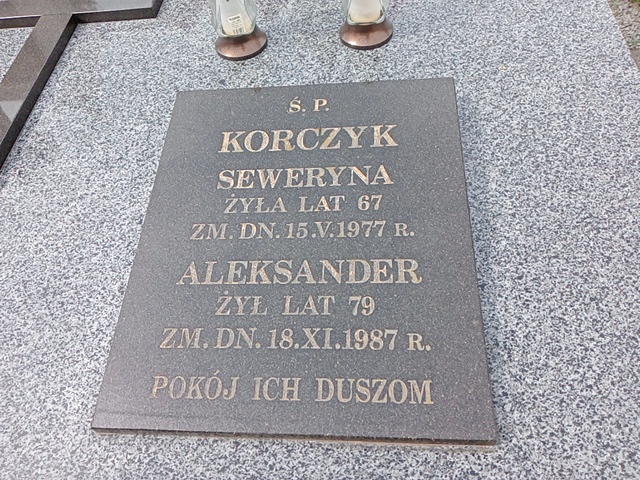 Ś. P.
KORCZYK
SEWERYNA
ŻYŁA LAT 67
ZM. DN. 15.V.1977 R.
ALEKSANDER
ŻYŁ LAT 79
ZM. DN. 18.XI.1987 R.
POKÓJ ICH DUSZOM